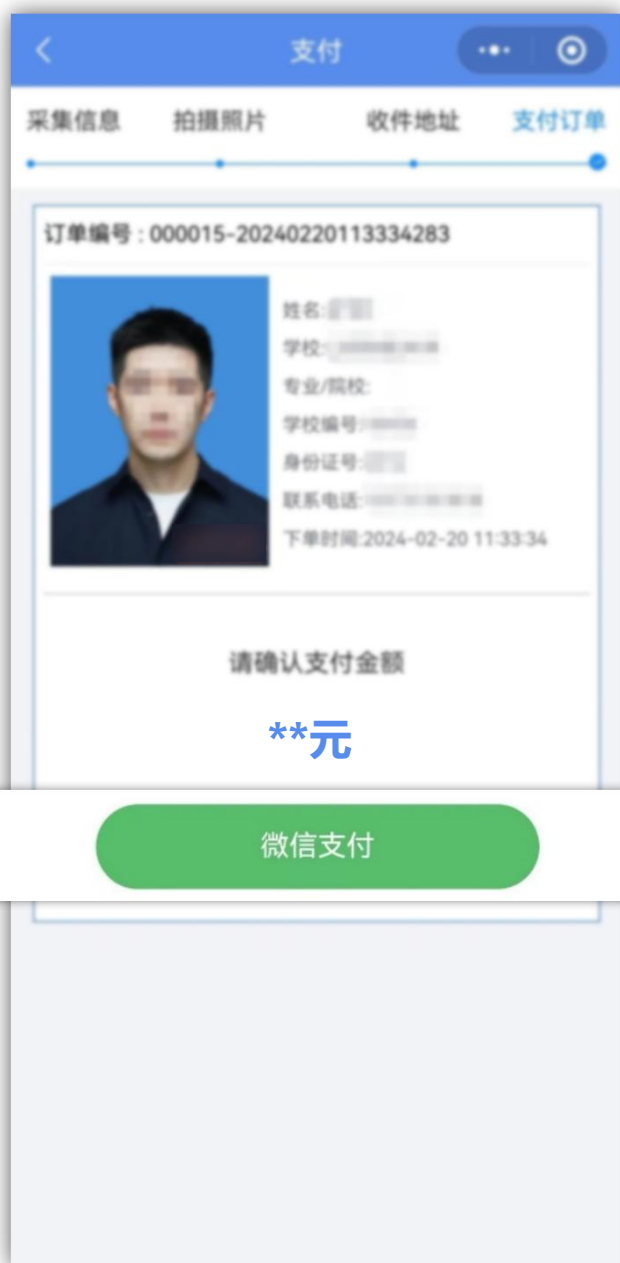 支付
采集信息 拍摄照片 收件地址 支付订单
订单编号：000015-20240220113334283
姓名:
学校:
专业/院校:
学校编号:
身份证号:
联系电话:
下单时间:2024-02-20 11:33:34
请确认支付金额
**元
微信支付